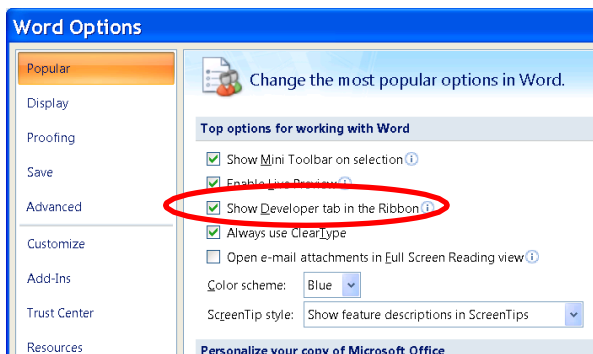 Word Options
Popular
Display
Proofing
Save
Advanced
Customize
Add-Ins
Trust Center
Resources
Change the most popular options in Word.
Top options for working with Word
Show Mini Toolbar on selection
Enable Live Preview
Show Developer tab in the Ribbon
Always use ClearType
Open e-mail attachments in Full Screen Reading view
Color scheme: Blue
ScreenTip style: Show feature descriptions in ScreenTips
Personalize your copy of Microsoft Office